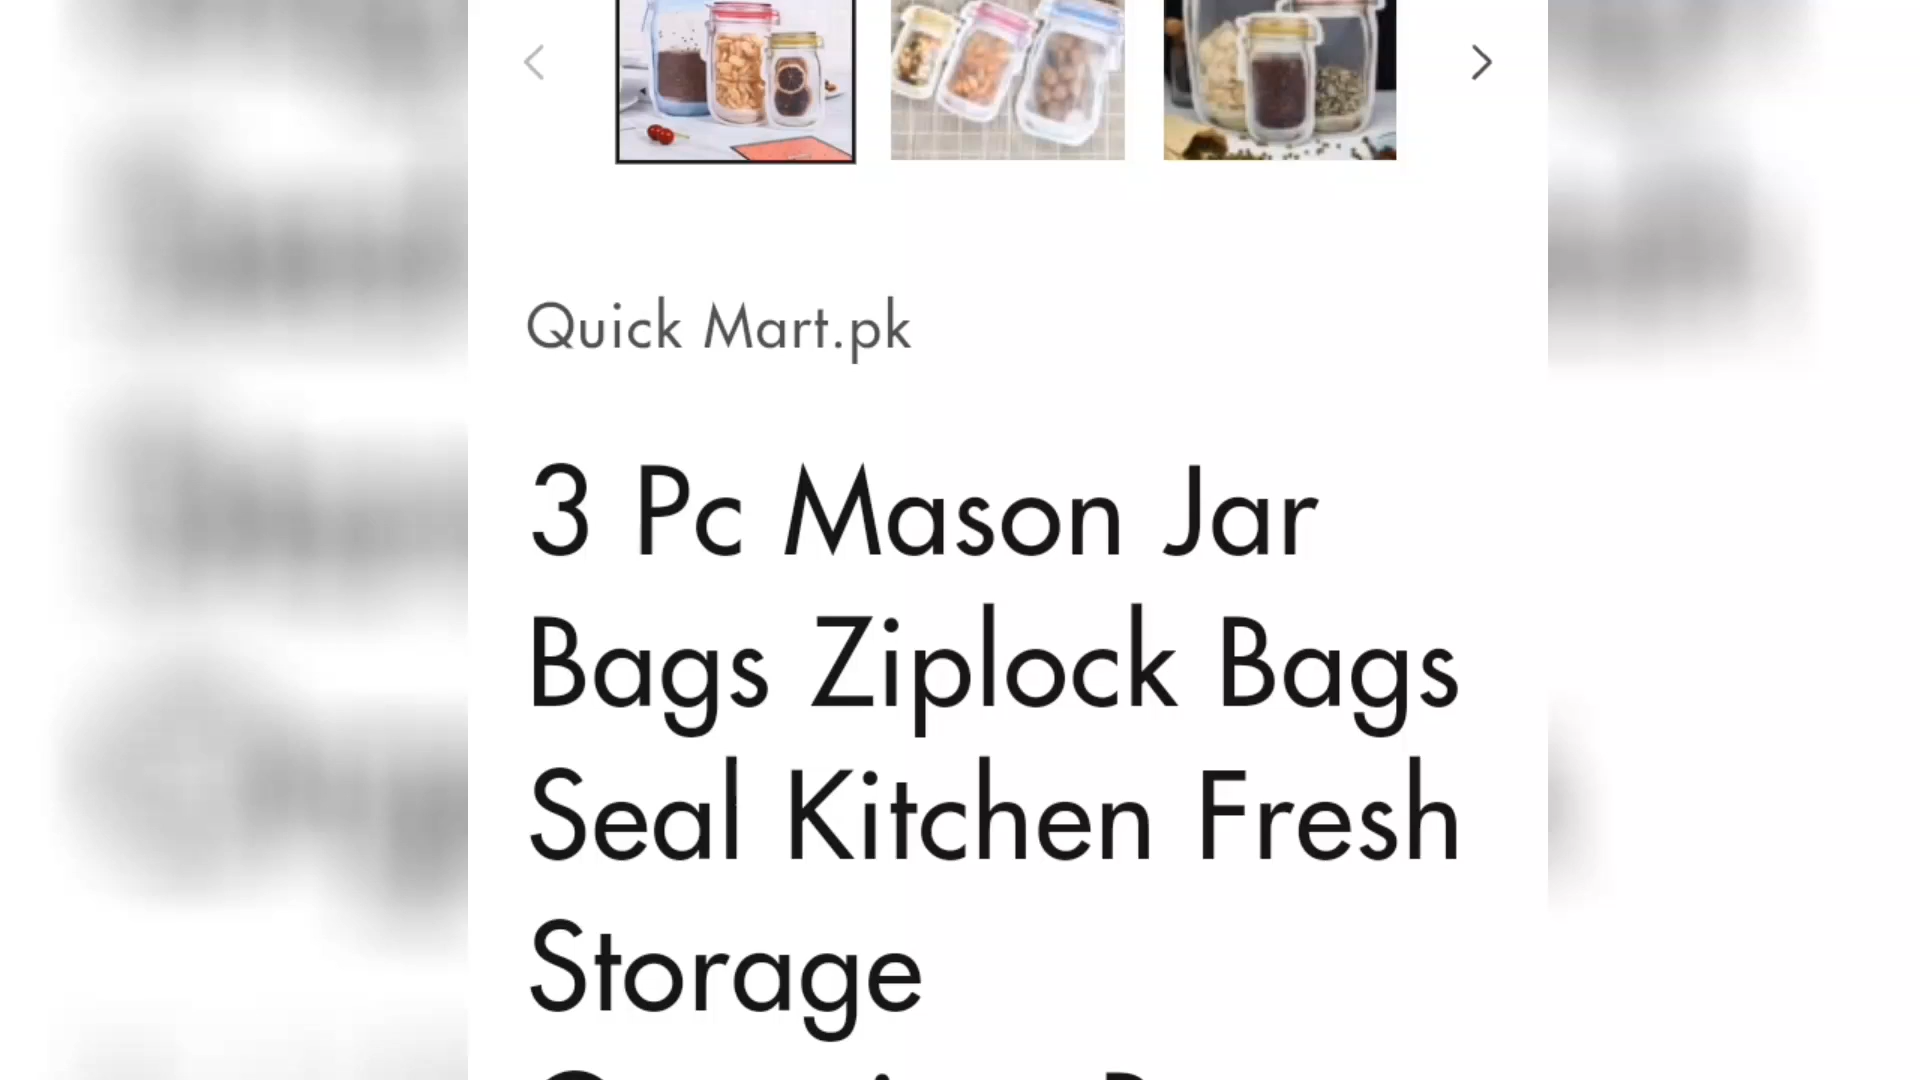 Quick Mart.pk
3 Pc Mason Jar
Bags Ziplock Bags
Seal Kitchen Fresh
Storage